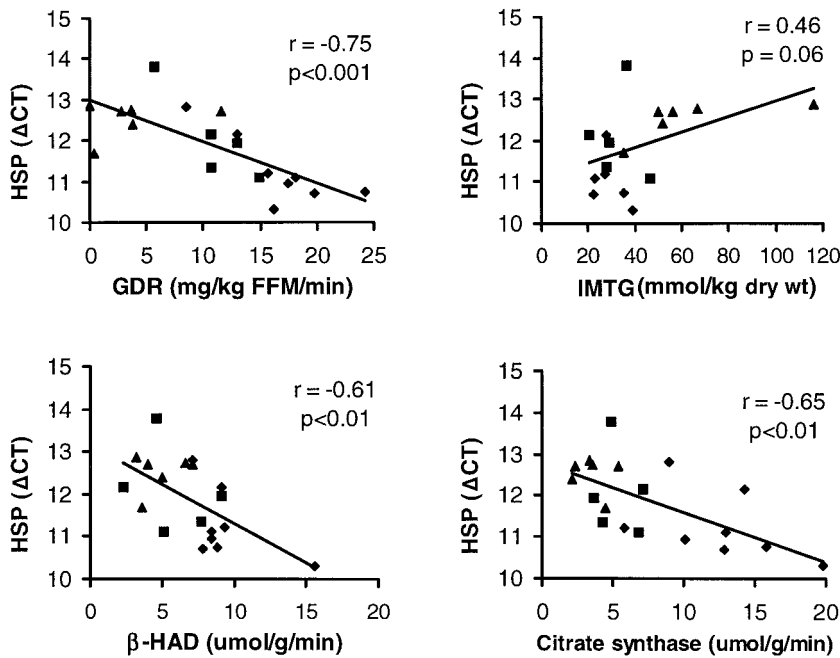 15
14
13
12
11
10
HSP (ΔCT)
r = -0.75
p<0.001
0 5 10 15 20 25
GDR (mg/kg FFM/min)
15
14
13
12
11
10
HSP (ΔCT)
r = 0.46
p = 0.06
0 20 40 60 80 100 120
IMTG (mmol/kg dry wt)
15
14
13
12
11
10
HSP (ΔCT)
r = -0.61
p<0.01
0 5 10 15 20
β-HAD (umol/g/min)
15
14
13
12
11
10
HSP (ΔCT)
r = -0.65
p<0.01
0 5 10 15 20
Citrate synthase (umol/g/min)